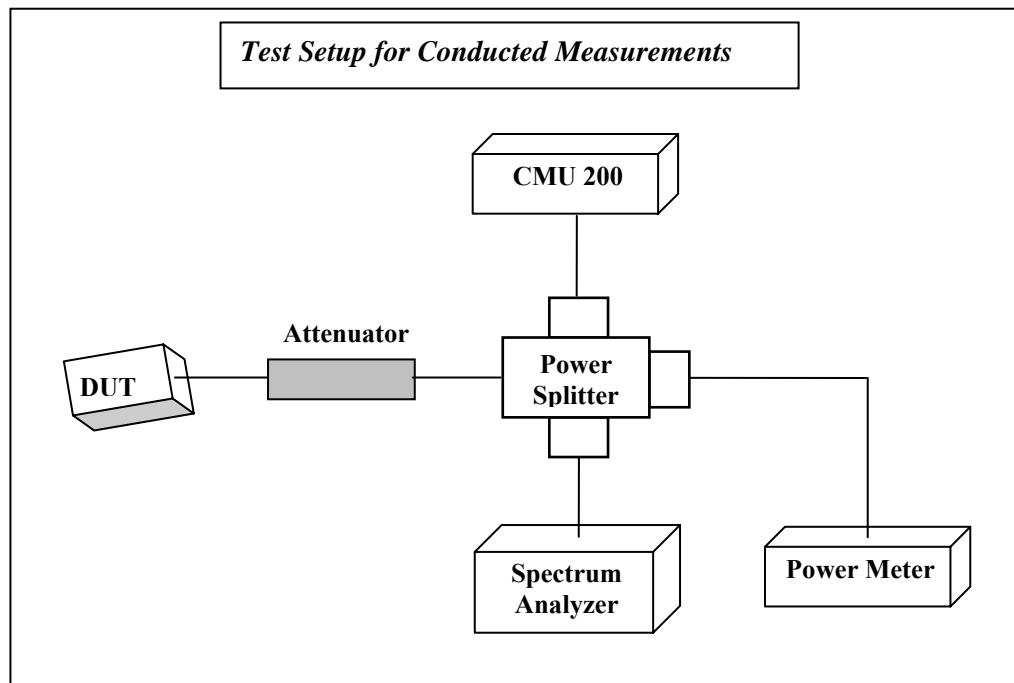 Test Setup for Conducted Measurements
CMU 200
Attenuator
DUT
Power
Splitter
Spectrum
Analyzer
Power Meter